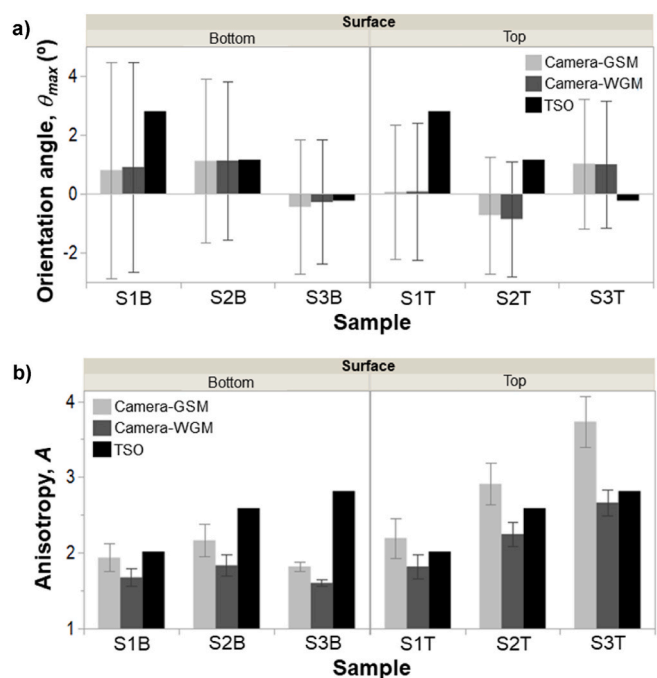 a)
Surface
Bottom Top
Orientation angle, θmax (º)
4
2
0
-2
Camera-GSM
Camera-WGM
TSO
S1B S2B S3B S1T S2T S3T
Sample
b)
Surface
Bottom Top
Anisotropy, A
4
3
2
1
Camera-GSM
Camera-WGM
TSO
S1B S2B S3B S1T S2T S3T
Sample